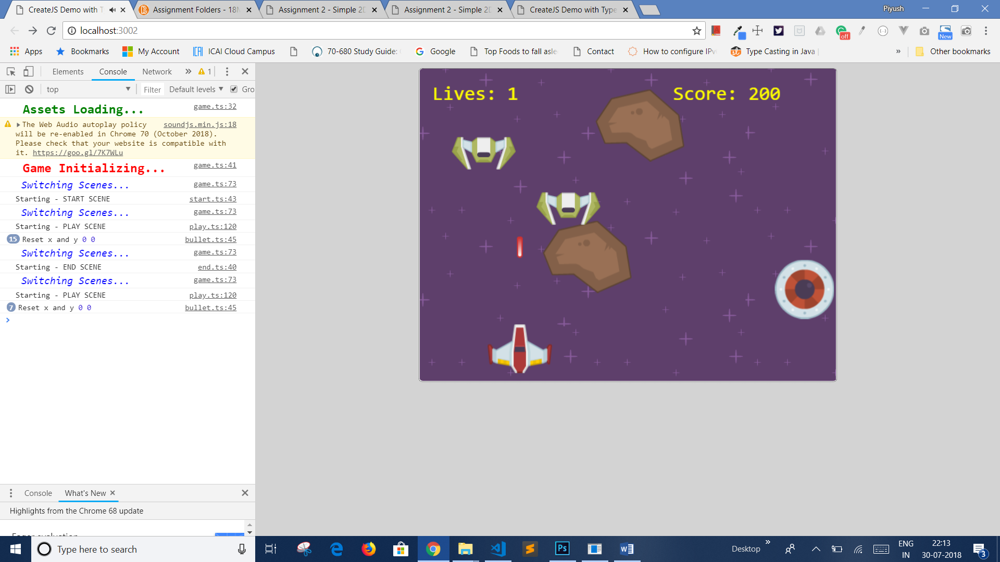 CreateJS Demo with T
Assignment Folders - 18M
Assignment 2 - Simple 2D
Assignment 2 - Simple 2D
CreateJS Demo with Type
Piyush
localhost:3002
off
New
Apps
Bookmarks
My Account
ICAI Cloud Campus
70-680 Study Guide:
Google
Top Foods to fall asle
Contact
How to configure IPv
Type Casting in Java |
»
Other bookmarks
Elements
Console
Network
»
1
top
Filter
Default levels
Gro
Assets Loading...
game.ts:32
The Web Audio autoplay policy
soundjs.min.js:18
will be re-enabled in Chrome 70 (October 2018).
Please check that your website is compatible with
it. https://goo.gl/7K7WLu
Game Initializing...
game.ts:41
Switching Scenes...
game.ts:73
Starting - START SCENE
start.ts:43
Switching Scenes...
game.ts:73
Starting - PLAY SCENE
play.ts:120
15 Reset x and y 0 0
bullet.ts:45
Switching Scenes...
game.ts:73
Starting - END SCENE
end.ts:40
Switching Scenes...
game.ts:73
Starting - PLAY SCENE
play.ts:120
7 Reset x and y 0 0
bullet.ts:45
Lives: 1
Score: 200
Console
What's New
Highlights from the Chrome 68 update
Eager evaluation
Type here to search
Ps
Desktop
»
ENG
IN
22:13
30-07-2018
3